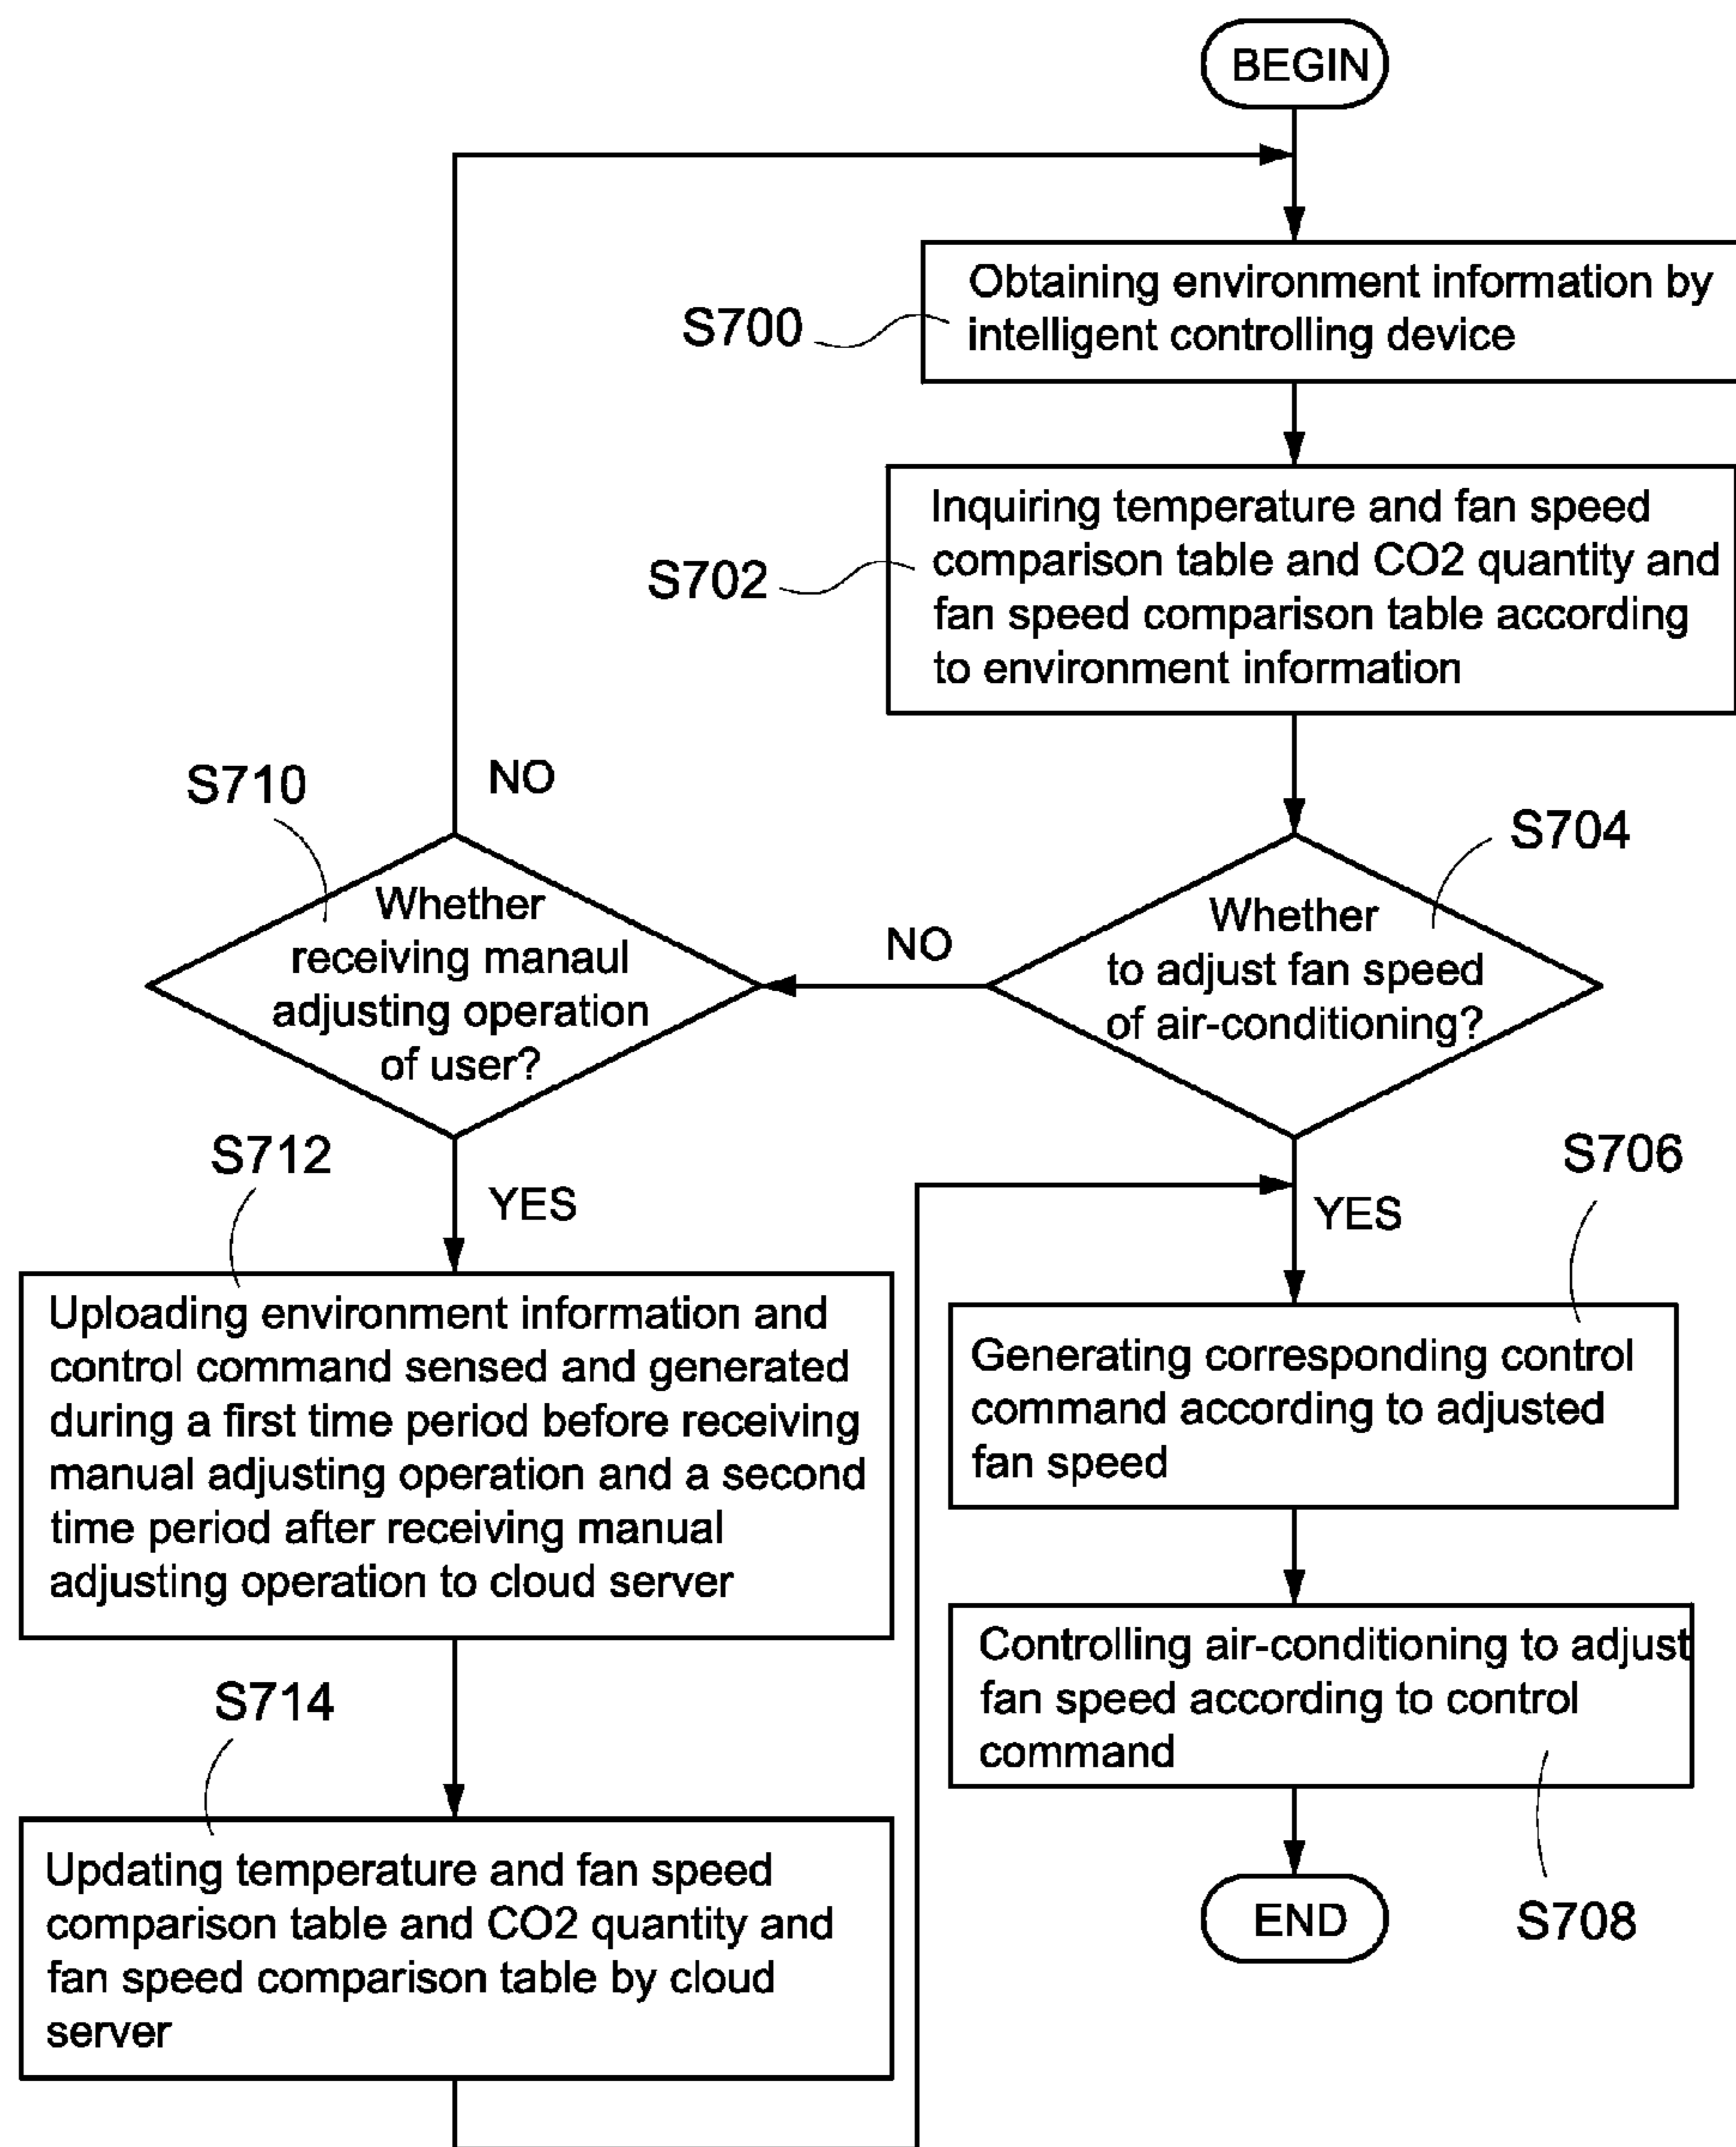 BEGIN
S700
Obtaining environment information by
intelligent controlling device
S702
Inquiring temperature and fan speed
comparison table and CO2 quantity and
fan speed comparison table according
to environment information
S704
Whether
to adjust fan speed
of air-conditioning?
NO
YES
S710
Whether
receiving manaul
adjusting operation
of user?
NO
YES
S712
Uploading environment information and
control command sensed and generated
during a first time period before receiving
manual adjusting operation and a second
time period after receiving manual
adjusting operation to cloud server
S714
Updating temperature and fan speed
comparison table and CO2 quantity and
fan speed comparison table by cloud
server
S706
Generating corresponding control
command according to adjusted
fan speed
Controlling air-conditioning to adjust
fan speed according to control
command
S708
END